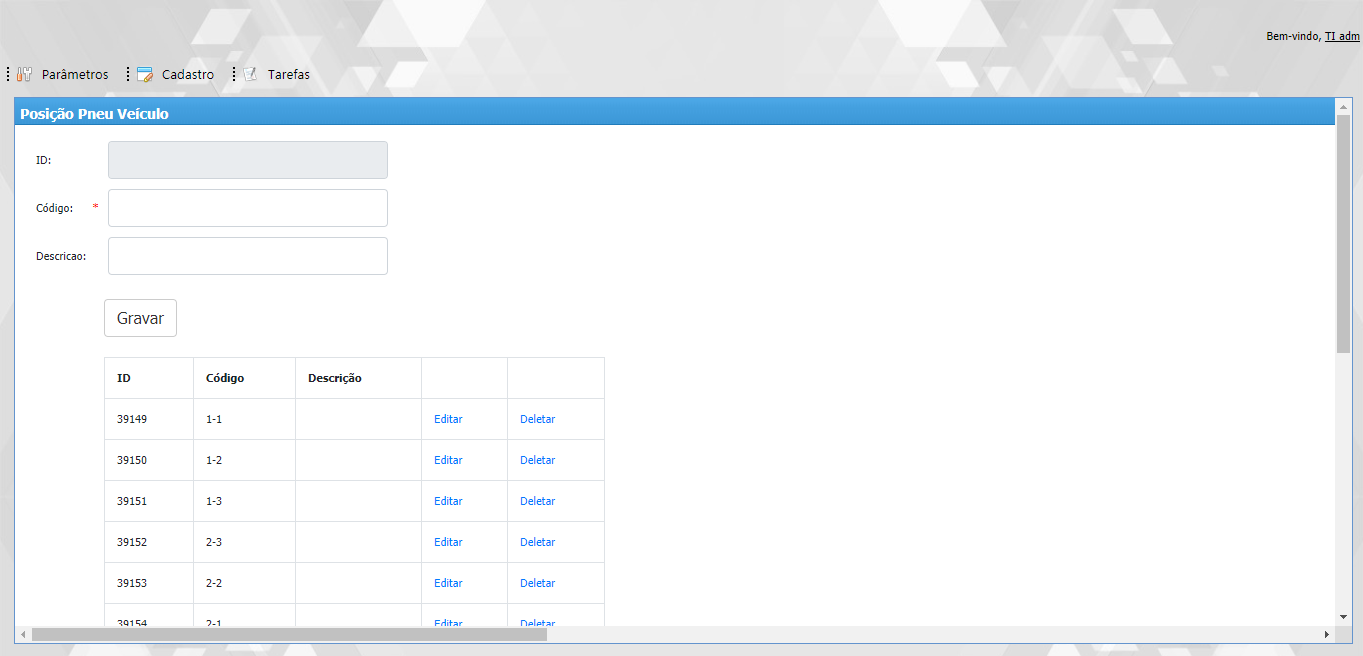 Bem-vindo, TI adm
Parâmetros Cadastro Tarefas
Posição Pneu Veículo
ID:
Código: *
Descricao:
Gravar
ID Código Descrição
39149 1-1 Editar Deletar
39150 1-2 Editar Deletar
39151 1-3 Editar Deletar
39152 2-3 Editar Deletar
39153 2-2 Editar Deletar
39154 2-1 Editar Deletar